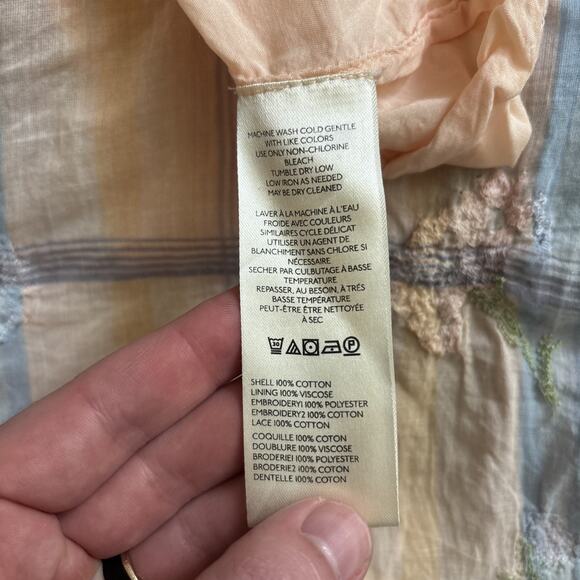 MACHINE WASH COLD GENTLE
WITH LIKE COLORS
USE ONLY NON-CHLORINE
BLEACH
TUMBLE DRY LOW
LOW IRON AS NEEDED
MAY BE DRY CLEANED
LAVER À LA MACHINE À L'EAU
FROIDE AVEC COULEURS
SIMILAIRES CYCLE DÉLICAT
UTILISER UN AGENT DE
BLANCHIMENT SANS CHLORE SI
NÉCESSAIRE
SECHER PAR CULBUTAGE À BASSE
TEMPERATURE
REPASSER, AU BESOIN, À TRÉS
BASSE TEMPÉRATURE
PEUT-ÊTRE ÊTRE NETTOYÉE
À SEC
30 P
SHELL 100% COTTON
LINING 100% VISCOSE
EMBROIDERY1 100% POLYESTER
EMBROIDERY2 100% COTTON
LACE 100% COTTON
COQUILLE 100% COTON
DOUBLURE 100% VISCOSE
BRODERIE1 100% POLYESTER
BRODERIE2 100% COTON
DENTELLE 100% COTON